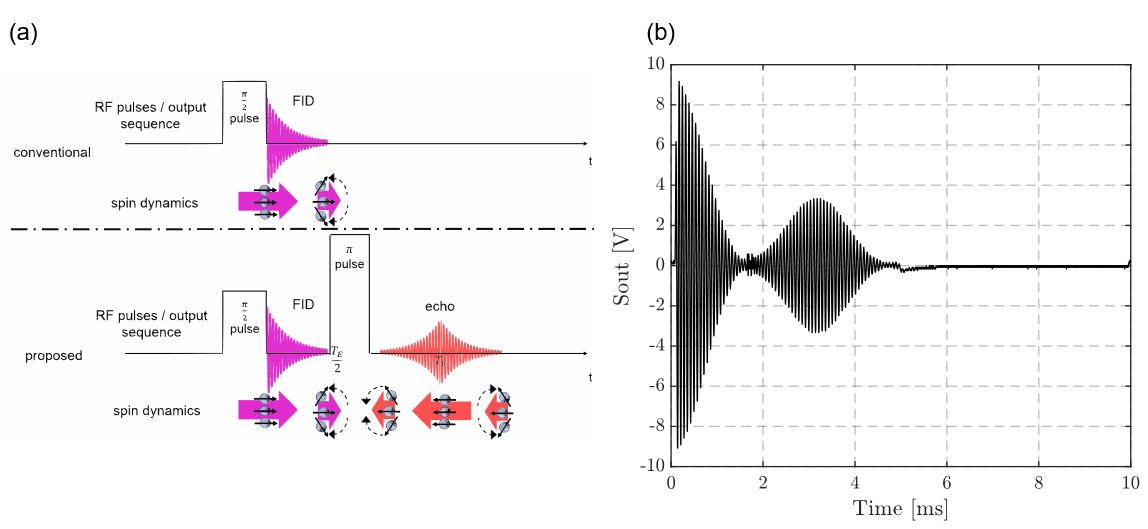 (a)
RF pulses / output
sequence
π/2
pulse
FID
conventional
t
spin dynamics
π
pulse
RF pulses / output
sequence
π/2
pulse
FID
echo
T_E/2
T_E
proposed
t
spin dynamics
(b)
10
8
6
4
2
0
-2
-4
-6
-8
-10
Sout [V]
0 2 4 6 8 10
Time [ms]